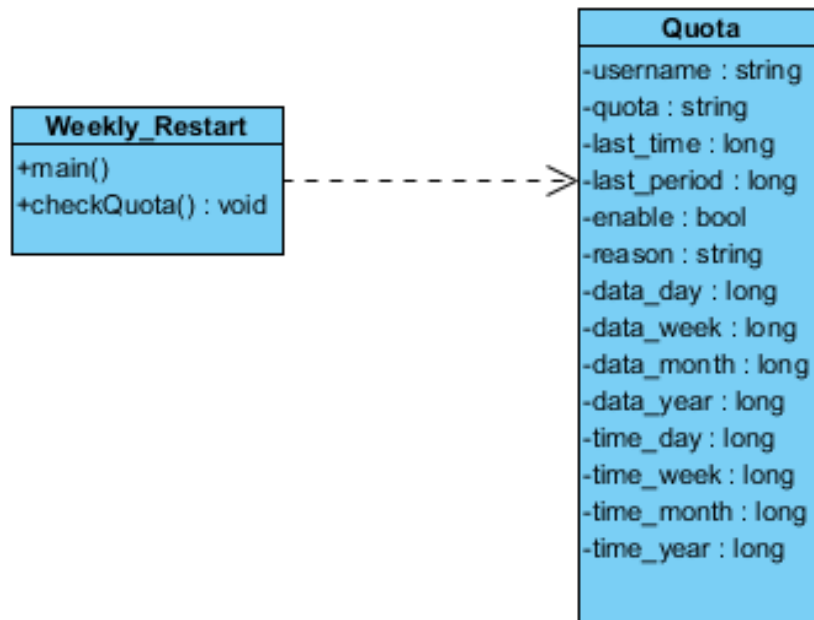 Weekly_Restart
+main()
+checkQuota() : void
Quota
-username : string
-quota : string
-last_time : long
-last_period : long
-enable : bool
-reason : string
-data_day : long
-data_week : long
-data_month : long
-data_year : long
-time_day : long
-time_week : long
-time_month : long
-time_year : long